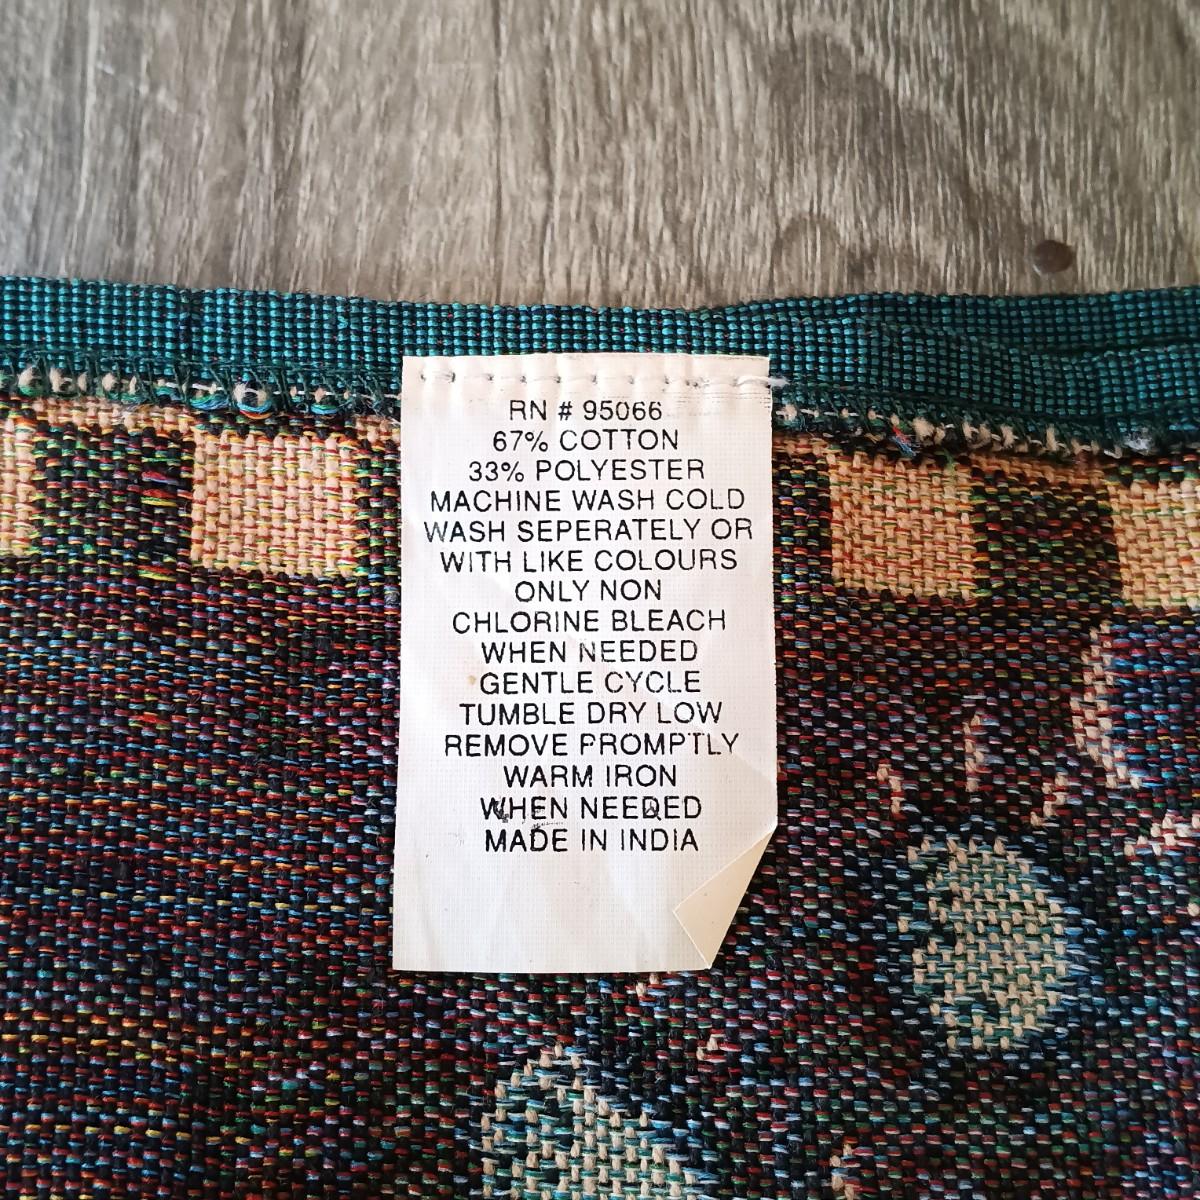 RN # 95066
67% COTTON
33% POLYESTER
MACHINE WASH COLD
WASH SEPERATELY OR
WITH LIKE COLOURS
ONLY NON
CHLORINE BLEACH
WHEN NEEDED
GENTLE CYCLE
TUMBLE DRY LOW
REMOVE PROMPTLY
WARM IRON
WHEN NEEDED
MADE IN INDIA